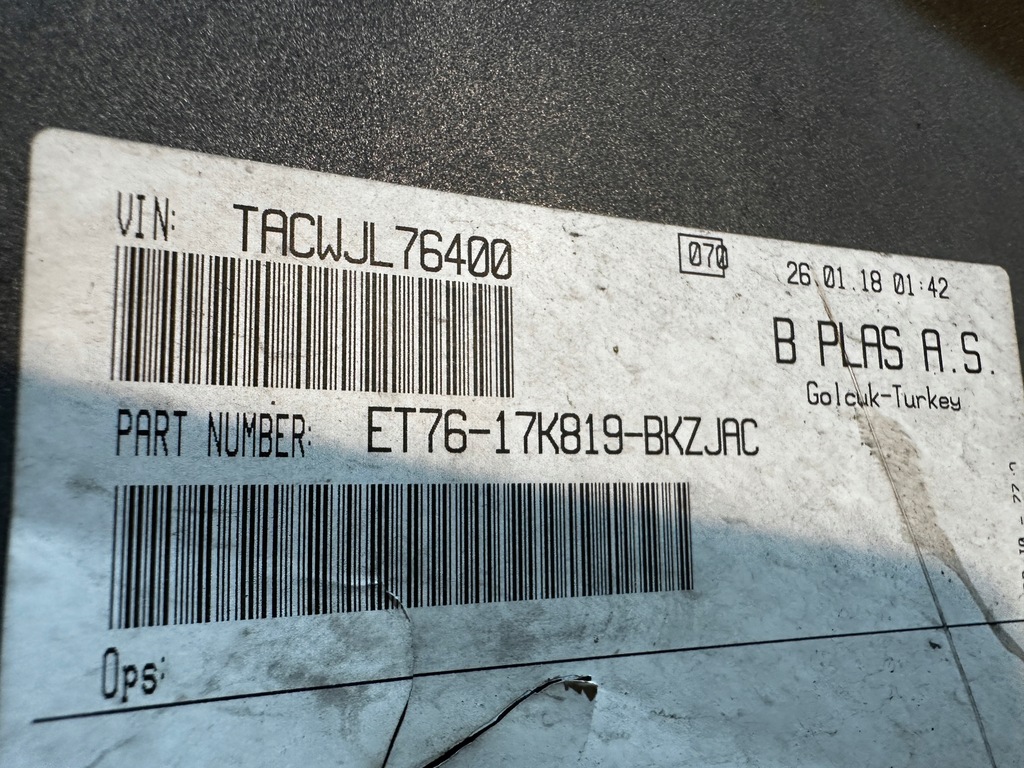 VIN: TACWJL76400
070
26.01.18 01:42
B PLAS A.S.
Golcuk-Turkey
PART NUMBER: ET76-17K819-BKZJAC
Ops: